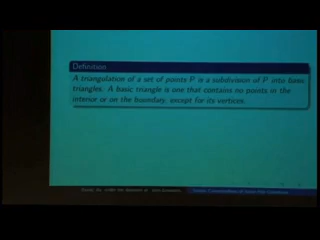 Definition
A triangulation of a set of points P is a subdivision of P into basic
triangles. A basic triangle is one that contains no points in the
interior or on the boundary, except for its vertices.